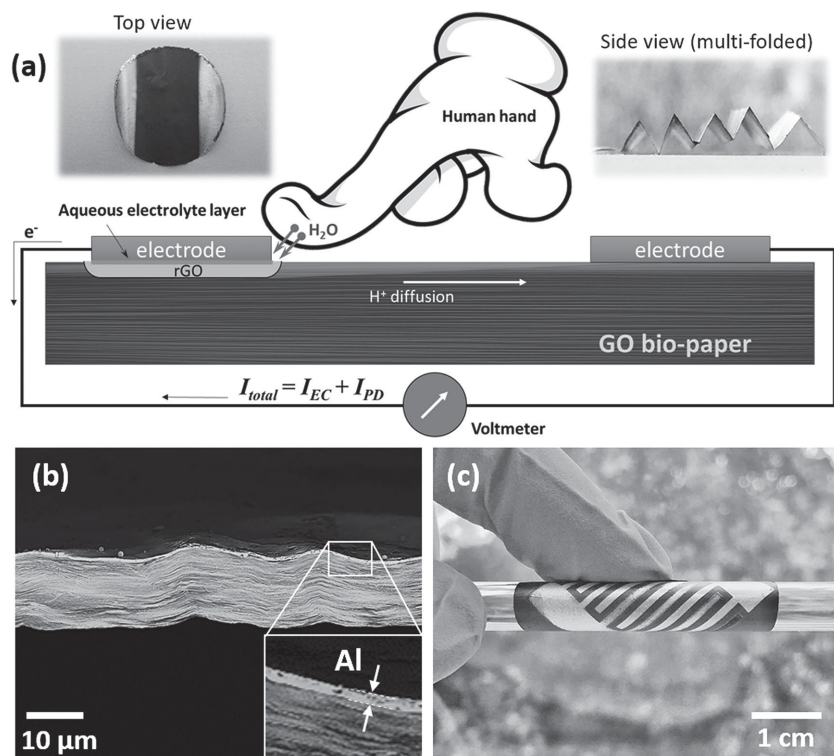 Top view
(a)
Side view (multi-folded)
Human hand
Aqueous electrolyte layer
H₂O
e⁻
electrode
electrode
rGO
H⁺ diffusion
GO bio-paper
I_total = I_EC + I_PD
Voltmeter
(b)
(c)
Al
10 μm
1 cm